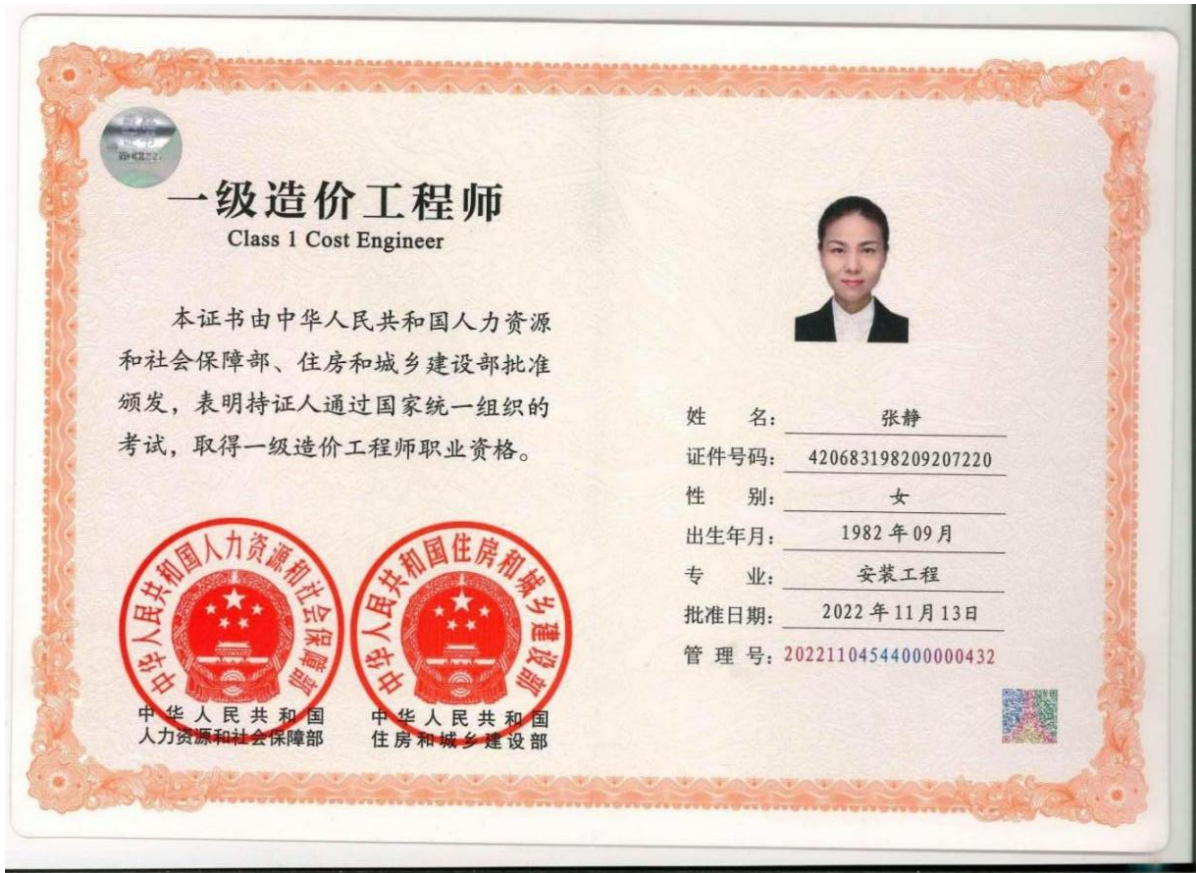 一级造价工程师
Class 1 Cost Engineer
本证书由中华人民共和国人力资源
和社会保障部、住房和城乡建设部批准
颁发，表明持证人通过国家统一组织的
考试，取得一级造价工程师职业资格。
中华人民共和国人力资源和社会保障部
中华人民共和国
人力资源和社会保障部
中华人民共和国住房和城乡建设部
中华人民共和国
住房和城乡建设部
姓 名： 张静
证件号码： 420683198209207220
性 别： 女
出生年月： 1982 年 09 月
专 业： 安装工程
批准日期： 2022 年 11 月 13日
管 理 号： 20221104544000000432